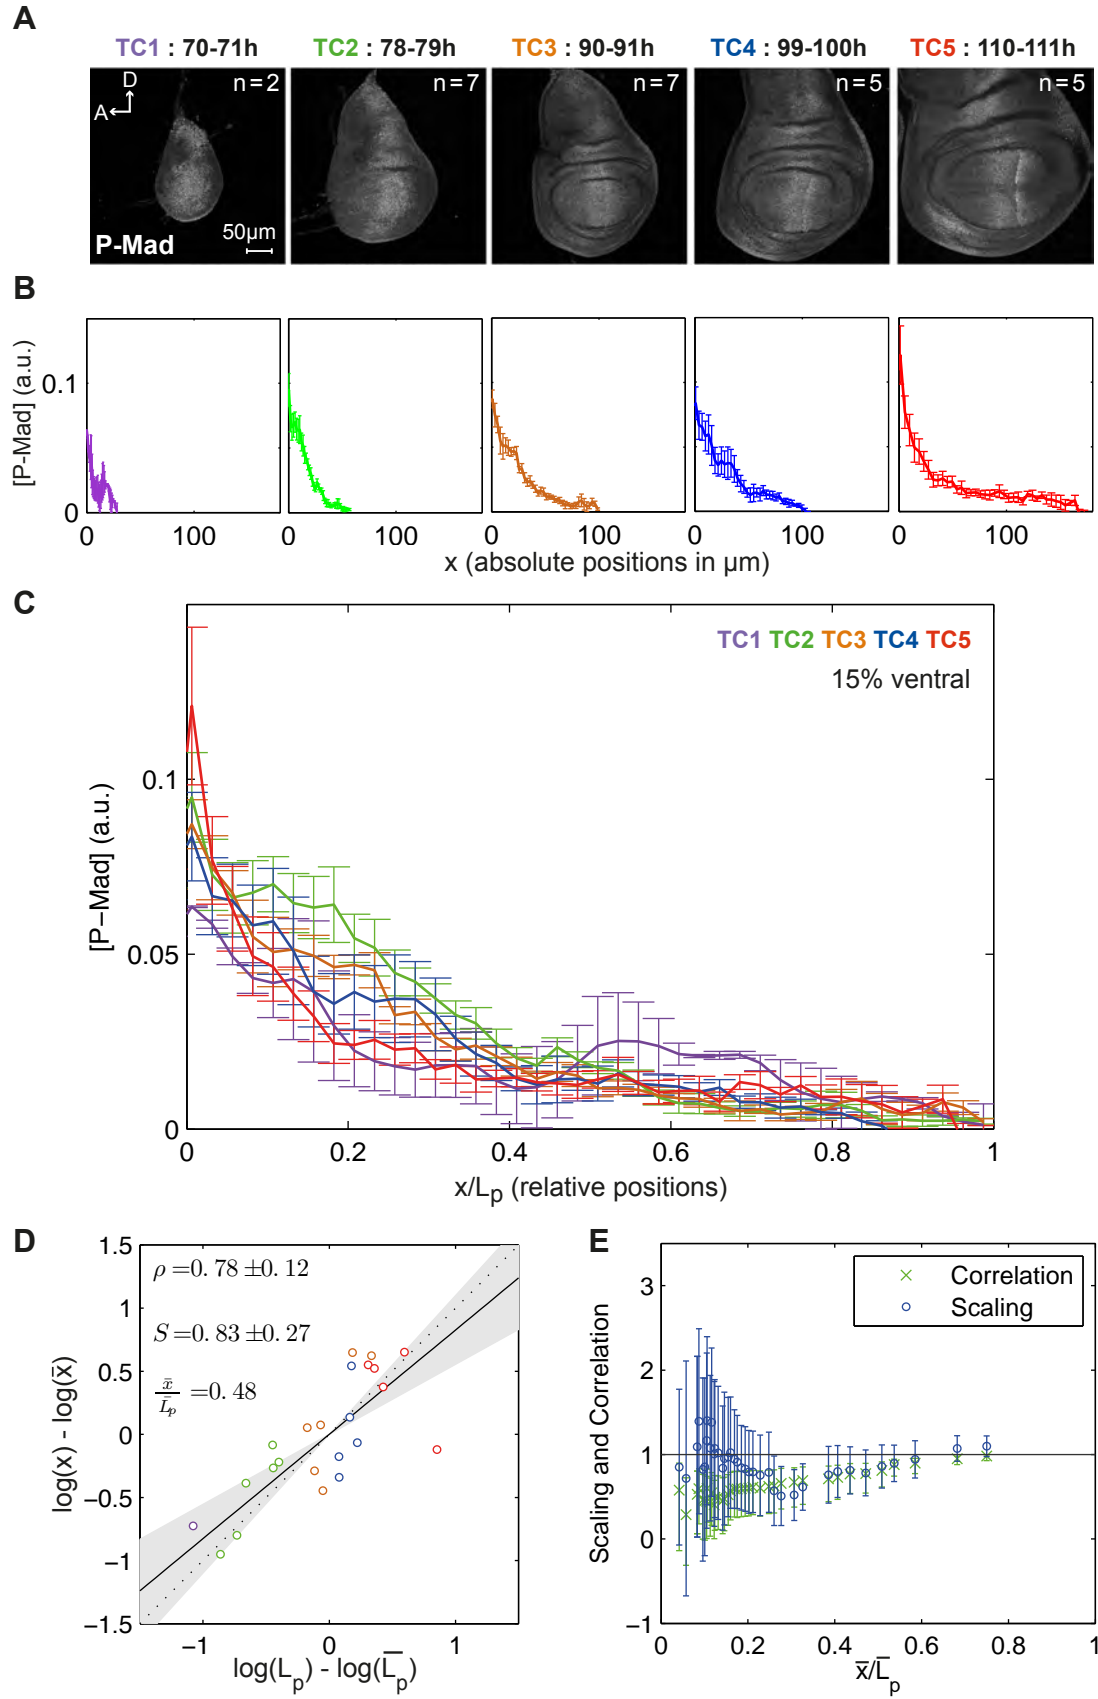 A
TC1 : 70-71h
TC2 : 78-79h
TC3 : 90-91h
TC4 : 99-100h
TC5 : 110-111h
D
A
n=2
n=7
n=7
n=5
n=5
P-Mad
50μm
B
[P-Mad] (a.u.)
0.1
0
0 100
0 100
0 100
0 100
0 100
x (absolute positions in μm)
C
TC1 TC2 TC3 TC4 TC5
15% ventral
[P−Mad] (a.u.)
0.1
0.05
0
0 0.2 0.4 0.6 0.8 1
x/Lp (relative positions)
D
ρ=0.78±0.12
S=0.83±0.27
x̄/L̄p=0.48
log(x) - log(x̄)
1.5
1
0.5
0
−0.5
−1
−1.5
−1 0 1
log(Lp) - log(L̄p)
E
Correlation
Scaling
Scaling and Correlation
3
2
1
0
−1
0 0.2 0.4 0.6 0.8 1
x̄/L̄p